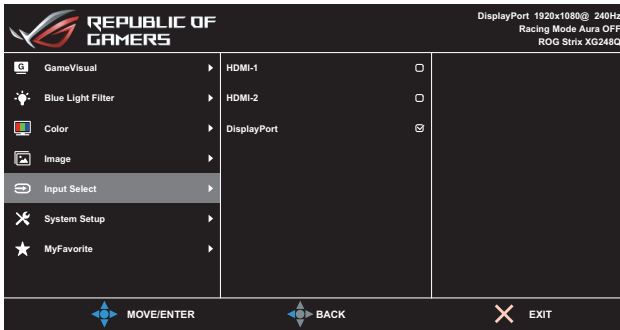 REPUBLIC OF
GAMERS
DisplayPort 1920x1080@ 240Hz
Racing Mode Aura OFF
ROG Strix XG248Q
G GameVisual
HDMI-1
Blue Light Filter
HDMI-2
Color
DisplayPort
Image
Input Select
System Setup
MyFavorite
MOVE/ENTER
BACK
EXIT